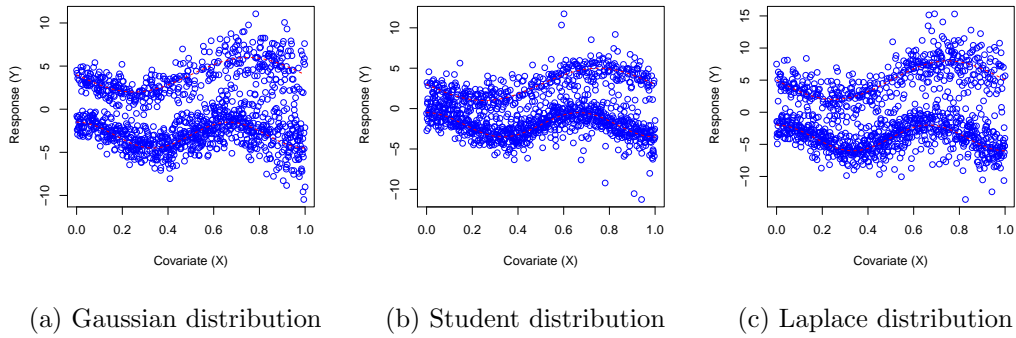 10
5
0
−5
−10
Response (Y)
0.0 0.2 0.4 0.6 0.8 1.0
Covariate (X)
(a) Gaussian distribution
10
5
0
−5
−10
Response (Y)
0.0 0.2 0.4 0.6 0.8 1.0
Covariate (X)
(b) Student distribution
15
10
5
0
−5
−10
Response (Y)
0.0 0.2 0.4 0.6 0.8 1.0
Covariate (X)
(c) Laplace distribution